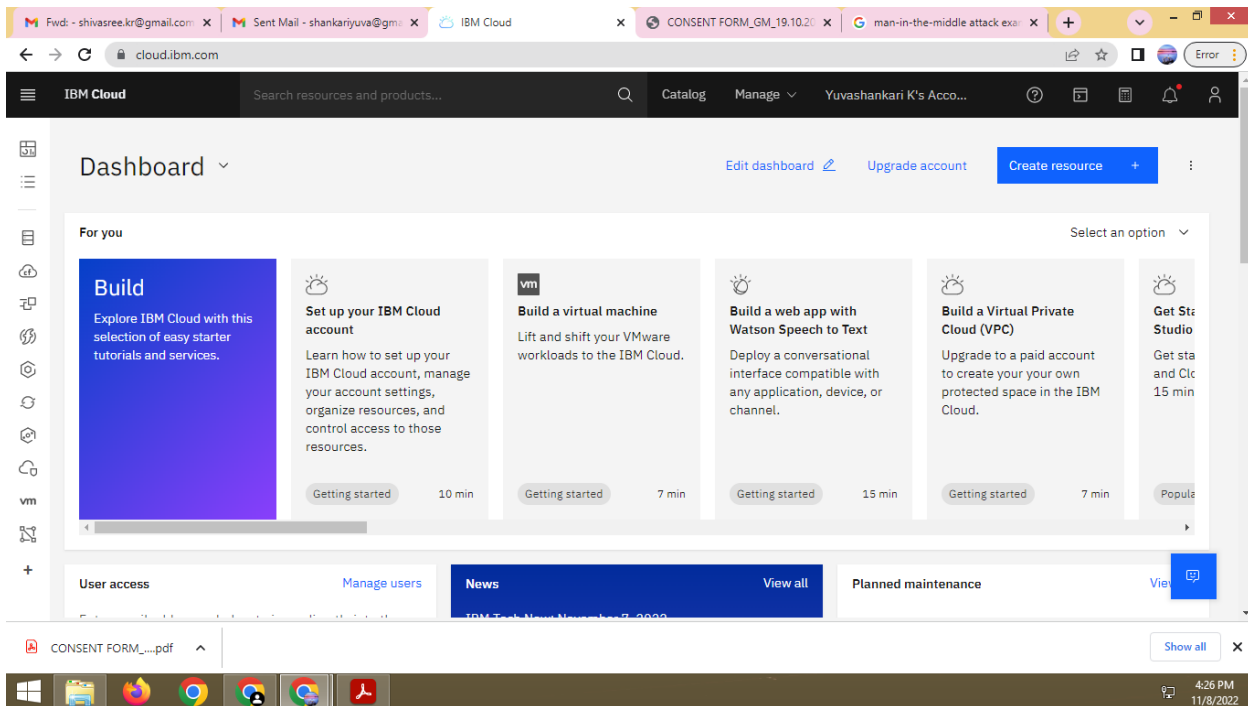 Fwd: - shivasree.kr@gmail.com
Sent Mail - shankariyuva@gma
IBM Cloud
CONSENT FORM_GM_19.10.20
man-in-the-middle attack exa
cloud.ibm.com
Error
IBM Cloud
Search resources and products...
Catalog
Manage
Yuvashankari K's Acco...
Dashboard
Edit dashboard
Upgrade account
Create resource +
For you
Select an option
Build
Explore IBM Cloud with this
selection of easy starter
tutorials and services.
Set up your IBM Cloud
account
Learn how to set up your
IBM Cloud account, manage
your account settings,
organize resources, and
control access to those
resources.
Getting started
10 min
vm
Build a virtual machine
Lift and shift your VMware
workloads to the IBM Cloud.
Getting started
7 min
Build a web app with
Watson Speech to Text
Deploy a conversational
interface compatible with
any application, device, or
channel.
Getting started
15 min
Build a Virtual Private
Cloud (VPC)
Upgrade to a paid account
to create your your own
protected space in the IBM
Cloud.
Getting started
7 min
Get Sta
Studio
Get sta
and Clo
15 min
Popula
vm
User access
Manage users
News
View all
IBM Tech Now: November 7, 2022
Planned maintenance
Vie
CONSENT FORM_....pdf
Show all
4:26 PM
11/8/2022